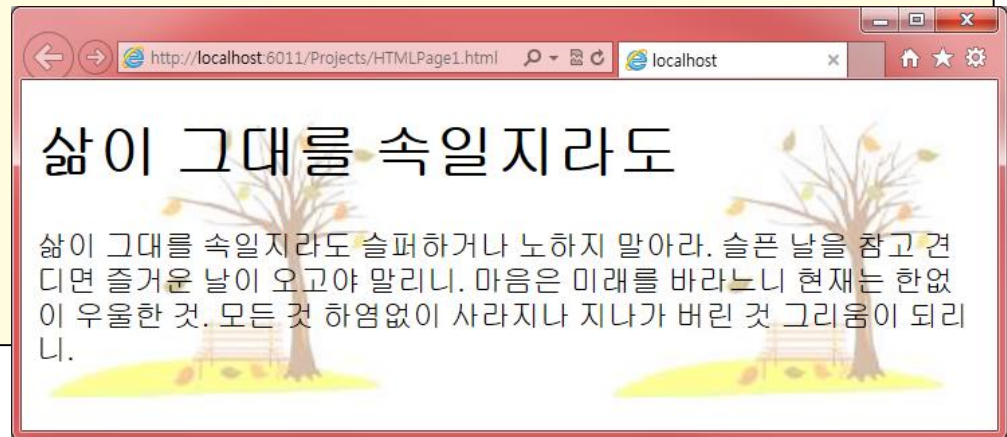 http://localhost:6011/Projects/HTMLPage1.html
localhost
삶이 그대를 속일지라도
삶이 그대를 속일지라도 슬퍼하거나 노하지 말아라. 슬픈 날을 참고 견
디면 즐거운 날이 오고야 말리니. 마음은 미래를 바라느니 현재는 한없
이 우울한 것. 모든 것 하염없이 사라지나 지나가 버린 것 그리움이 되리
니.